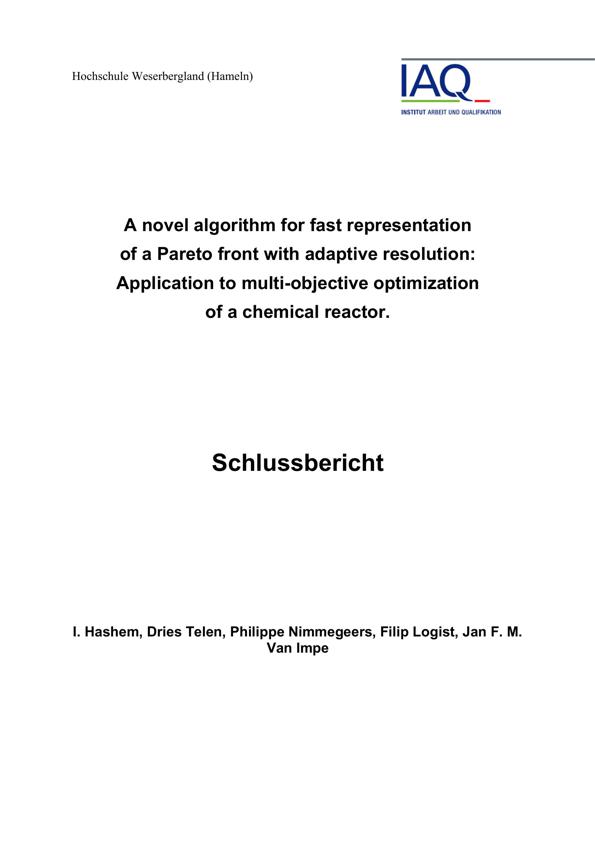 Hochschule Weserbergland (Hameln)
IAQ
INSTITUT ARBEIT UND QUALIFIKATION
A novel algorithm for fast representation
of a Pareto front with adaptive resolution:
Application to multi-objective optimization
of a chemical reactor.
Schlussbericht
I. Hashem, Dries Telen, Philippe Nimmegeers, Filip Logist, Jan F. M.
Van Impe